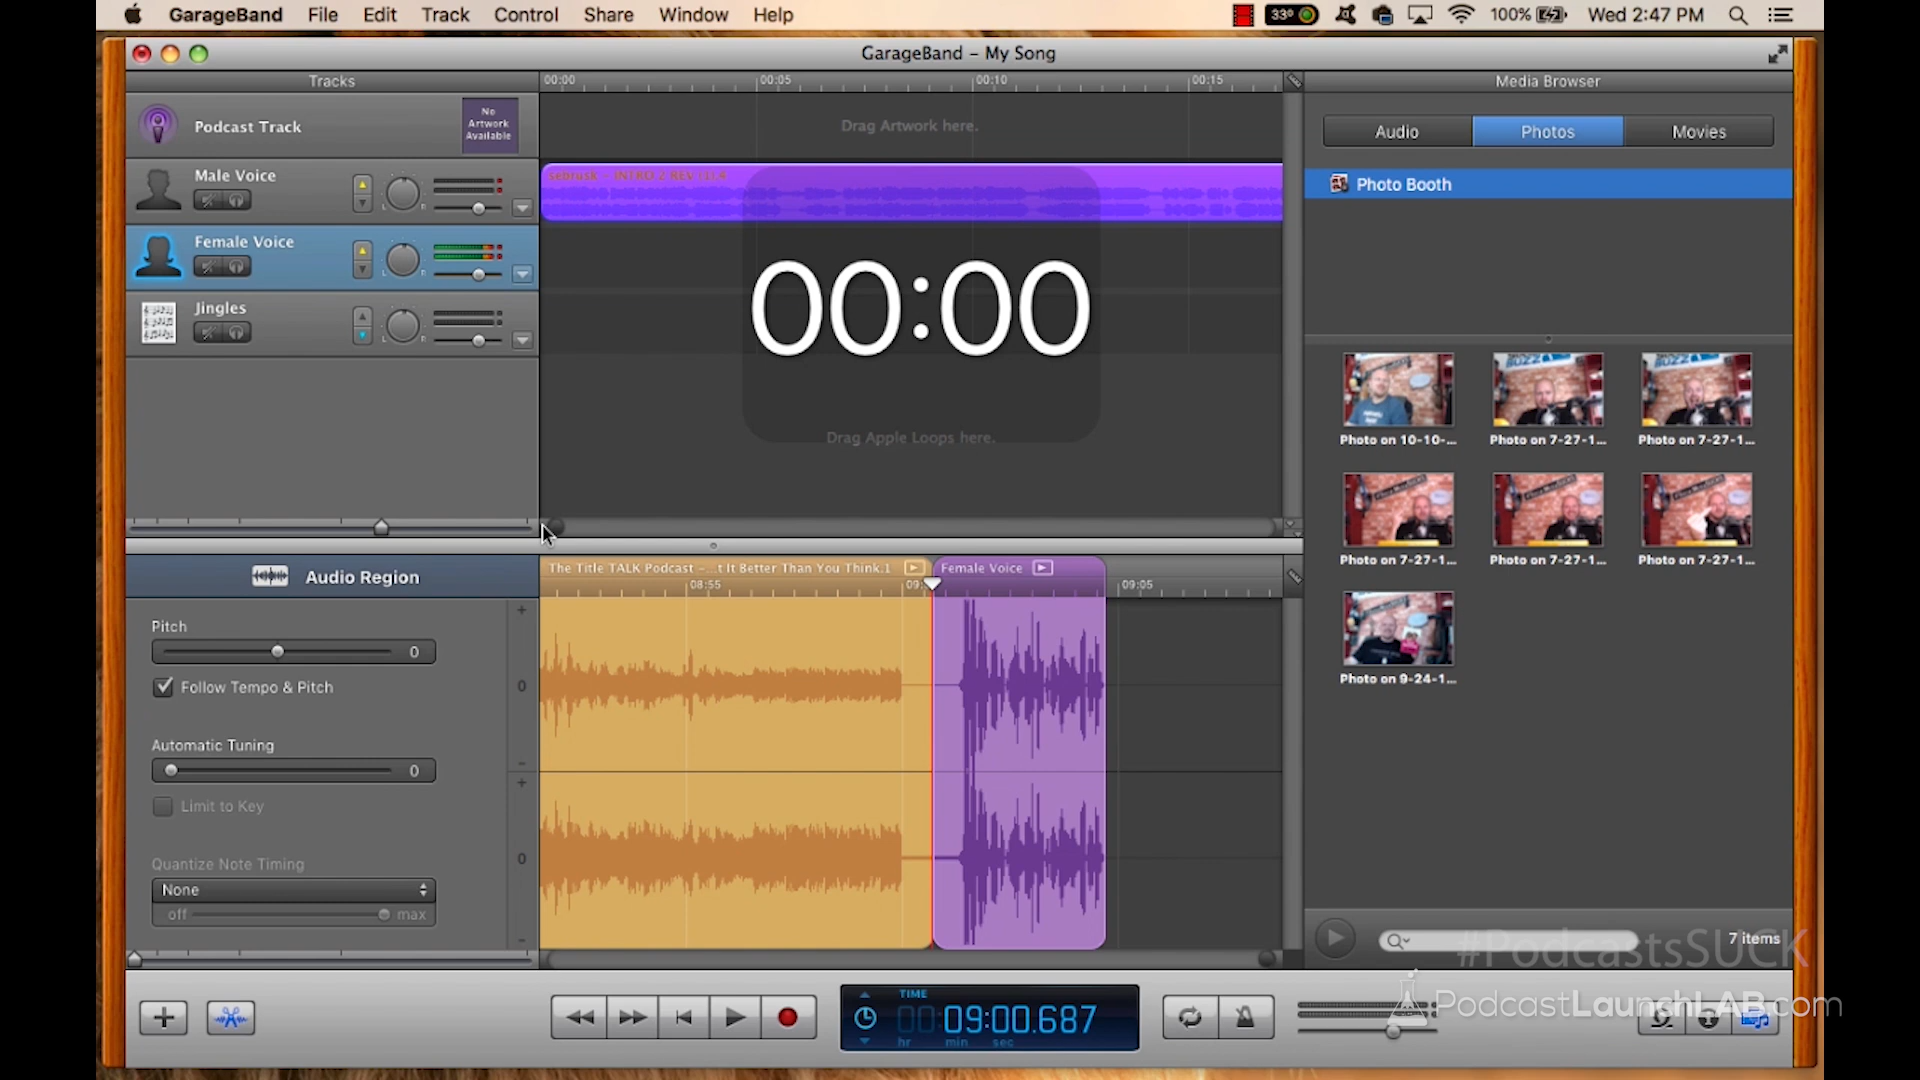 GarageBand File Edit Track Control Share Window Help
33° 100% Wed 2:47 PM
GarageBand – My Song
Tracks
00:00 00:05 00:10 00:15
Media Browser
Podcast Track
No
Artwork
Available
Drag Artwork here.
Audio Photos Movies
Male Voice
Photo Booth
Female Voice
L R
00:00
Jingles
Drag Apple Loops here.
Photo on 10-10-... Photo on 7-27-1... Photo on 7-27-1...
Photo on 7-27-1... Photo on 7-27-1... Photo on 7-27-1...
Photo on 9-24-1...
Audio Region
The Title TALK Podcast –...t It Better Than You Think.1 Female Voice
08:55 09: 09:05
Pitch
0
Follow Tempo & Pitch
Automatic Tuning
0
Limit to Key
Quantize Note Timing
None
off max
+
0
-
+
0
-
7 items
#PodcastsSUCK
TIME
00:09:00.687
hr min sec
PodcastLaunchLAB.com